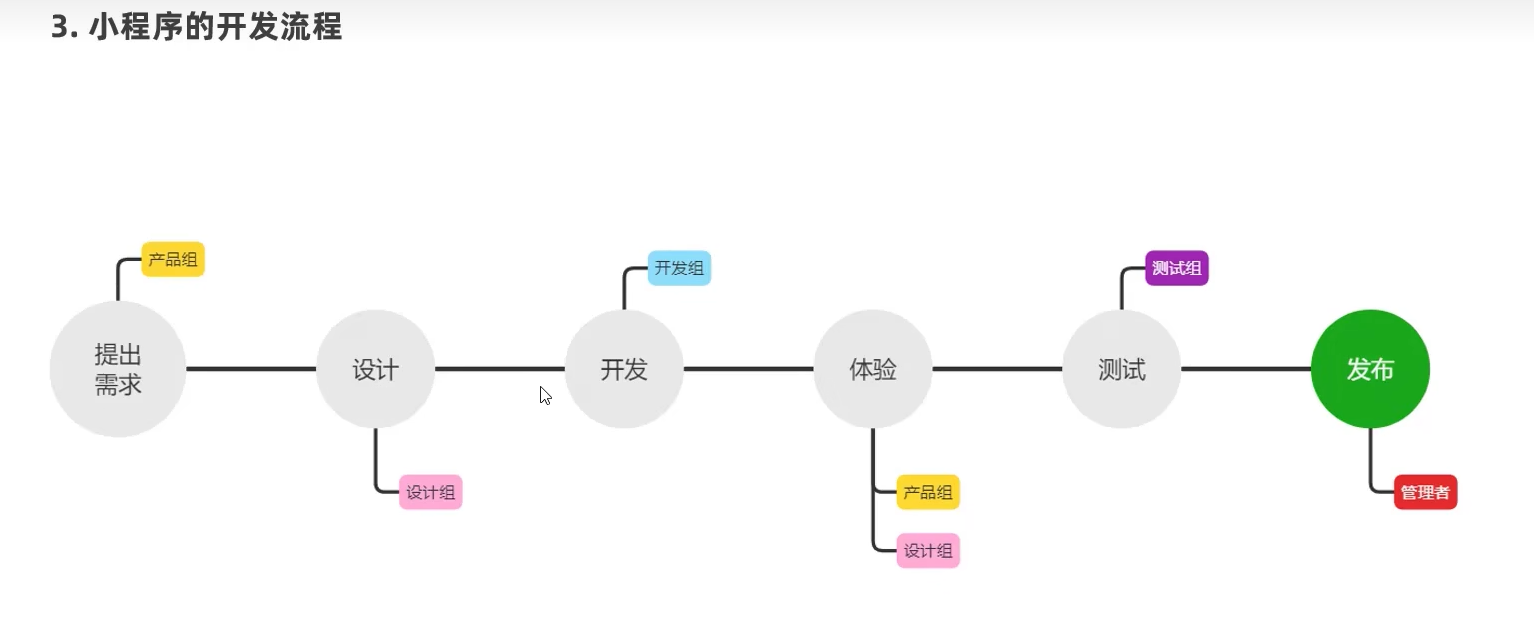 3. 小程序的开发流程
产品组
开发组
测试组
提出
需求
设计
开发
体验
测试
发布
设计组
产品组
管理者
设计组